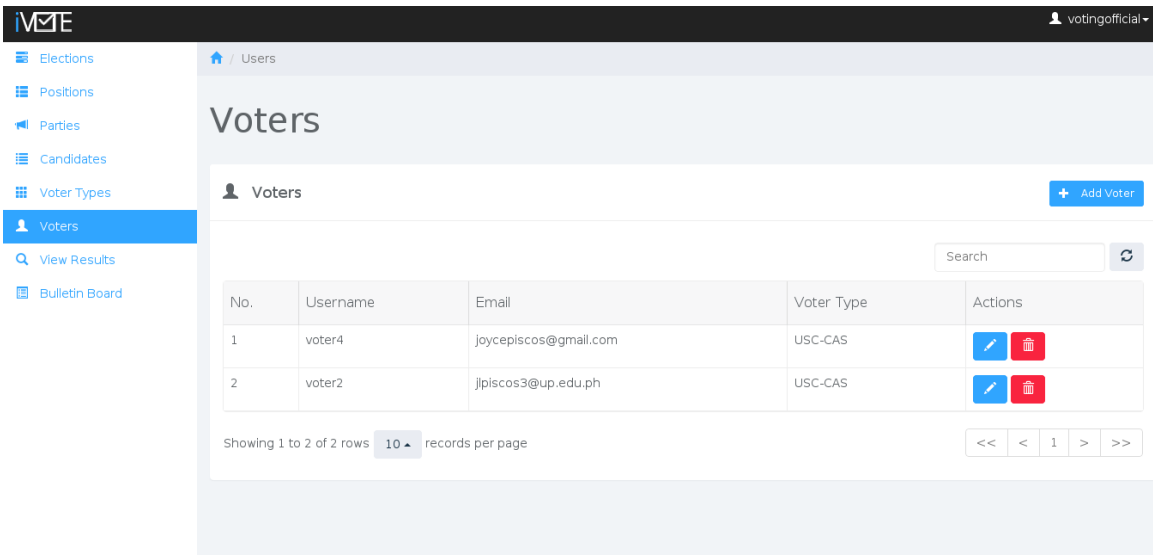 iVOTE votingofficial
Elections
Positions
Parties
Candidates
Voter Types
Voters
View Results
Bulletin Board
/ Users
Voters
Voters + Add Voter
Search
No. Username Email Voter Type Actions
1 voter4 joycepiscos@gmail.com USC-CAS
2 voter2 jlpiscos3@up.edu.ph USC-CAS
Showing 1 to 2 of 2 rows 10 records per page << < 1 > >>